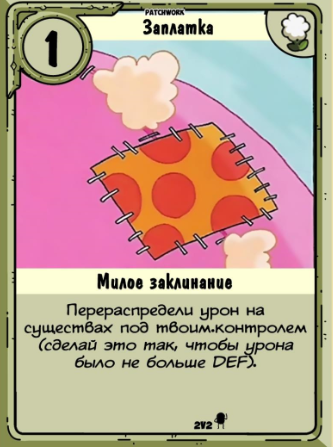 PATCHWORK
Заплатка
1
Милое заклинание
Перераспредели урон на
существах под твоим.контролем
(сделай это так, чтобы урона
было не больше DEF).
2V2